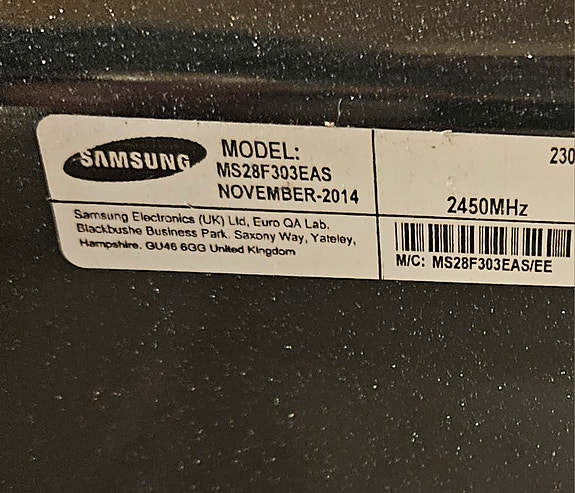 SAMSUNG
MODEL:
MS28F303EAS
NOVEMBER-2014
Samsung Electronics (UK) Ltd, Euro QA Lab.
Blackbushe Business Park, Saxony Way, Yateley,
Hampshire. GU46 6GG United Kingdom
230
2450MHz
M/C: MS28F303EAS/EE